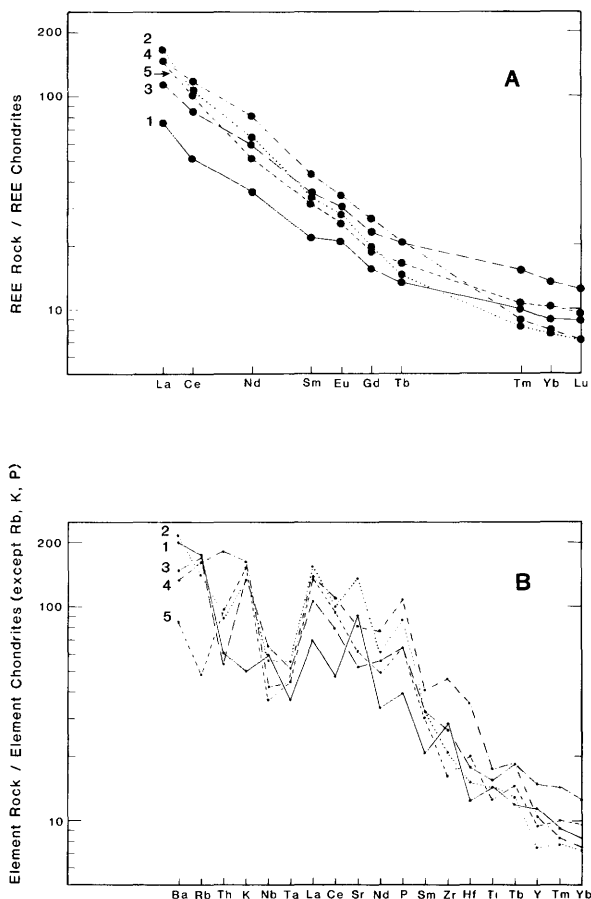 200
100
10
REE Rock / REE Chondrites
A
2
4
5
3
1
La Ce Nd Sm Eu Gd Tb Tm Yb Lu
200
100
10
Element Rock / Element Chondrites (except Rb, K, P)
B
2
1
3
4
5
Ba Rb Th K Nb Ta La Ce Sr Nd P Sm Zr Hf Ti Tb Y Tm Yb